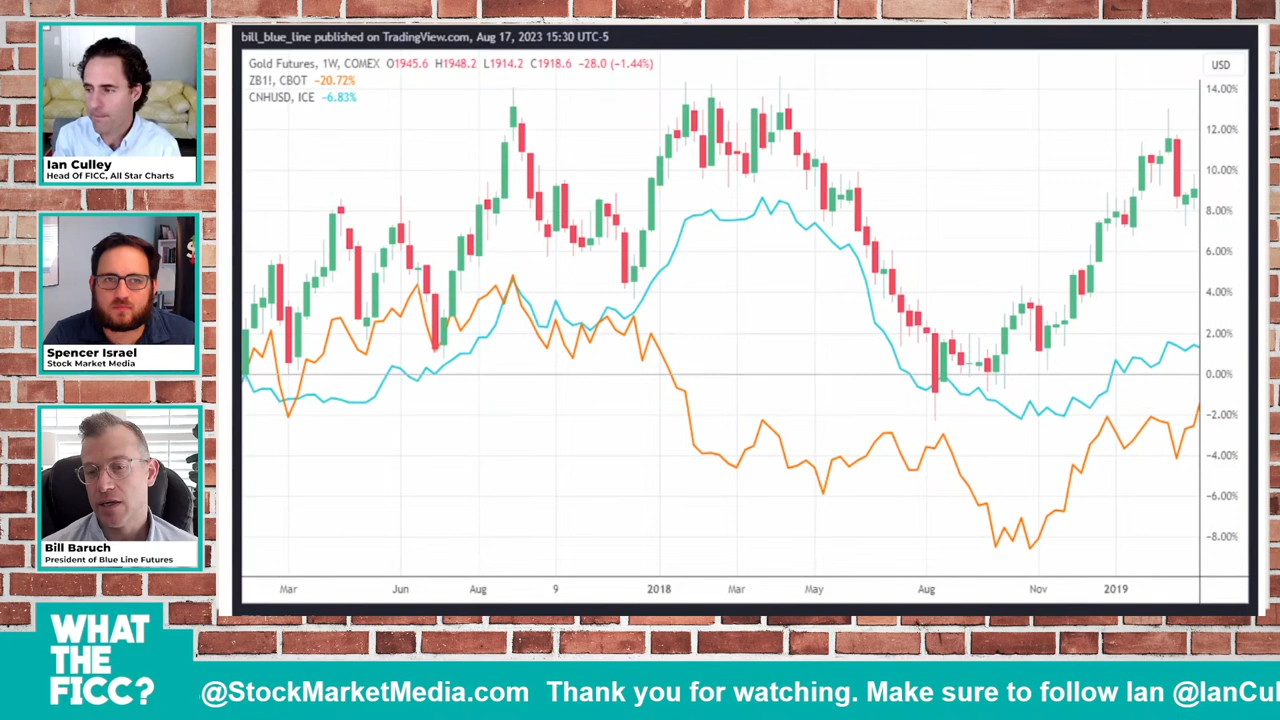 bill_blue_line published on TradingView.com, Aug 17, 2023 15:30 UTC-5
Gold Futures, 1W, COMEX O1945.6 H1948.2 L1914.2 C1918.6 −28.0 (−1.44%)
ZB1!, CBOT −20.72%
CNHUSD, ICE −6.83%
USD
14.00%
12.00%
10.00%
8.00%
6.00%
4.00%
2.00%
0.00%
−2.00%
−4.00%
−6.00%
−8.00%
Mar Jun Aug 9 2018 Mar May Aug Nov 2019
Ian Culley
Head Of FICC, All Star Charts
Spencer Israel
Stock Market Media
Bill Baruch
President of Blue Line Futures
WHAT
THE
FICC?
@StockMarketMedia.com Thank you for watching. Make sure to follow Ian @IanCul